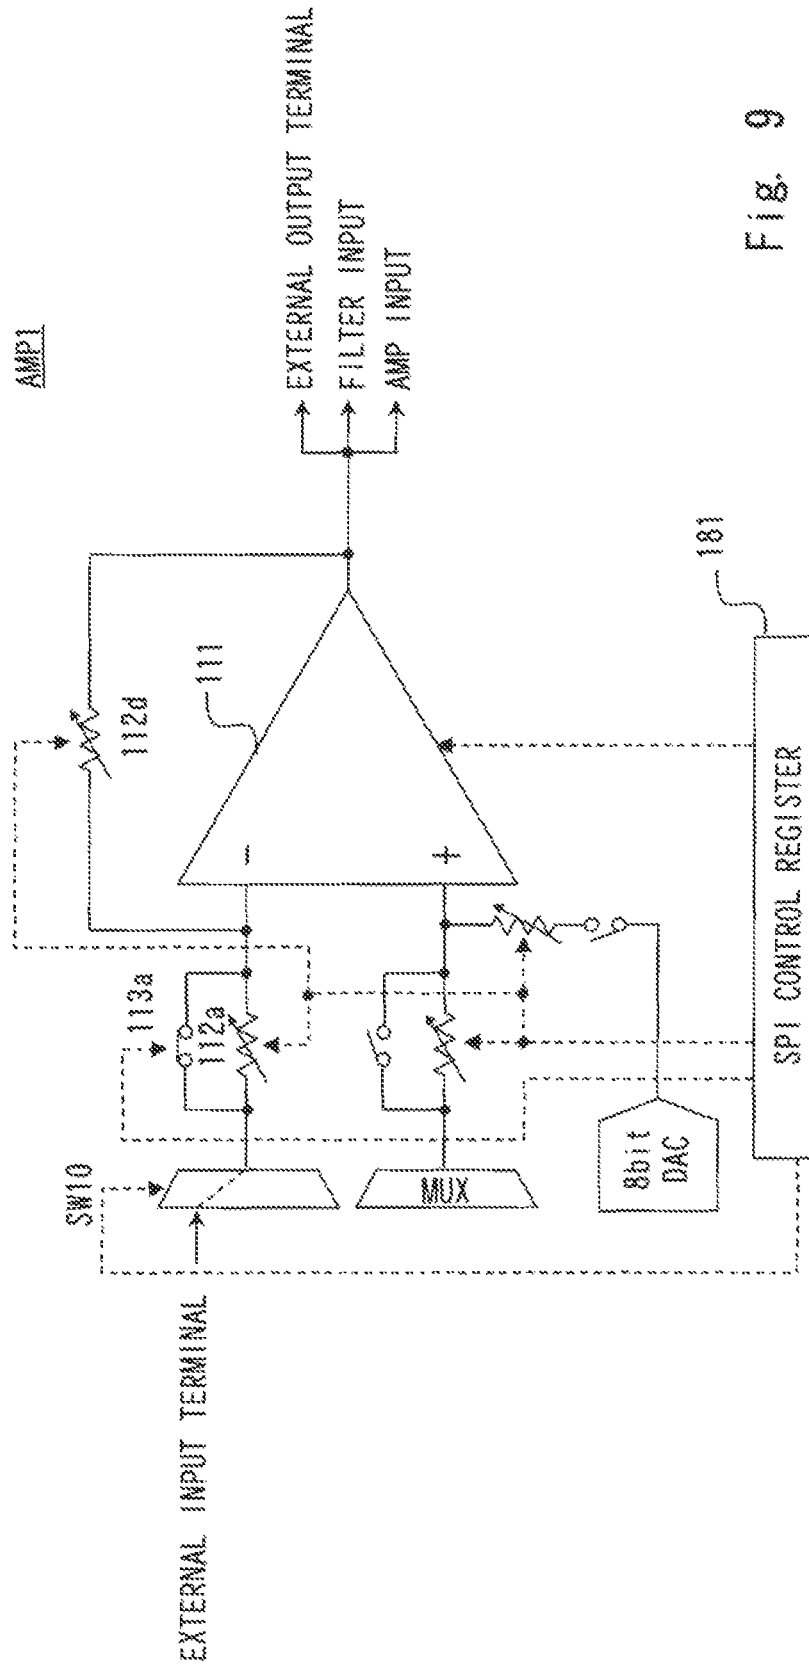 AMP1
EXTERNAL INPUT TERMINAL
SW10
113a
112a
112d
111
−
+
MUX
8bit
DAC
EXTERNAL OUTPUT TERMINAL
FILTER INPUT
AMP INPUT
181
SPI CONTROL REGISTER
Fig. 9